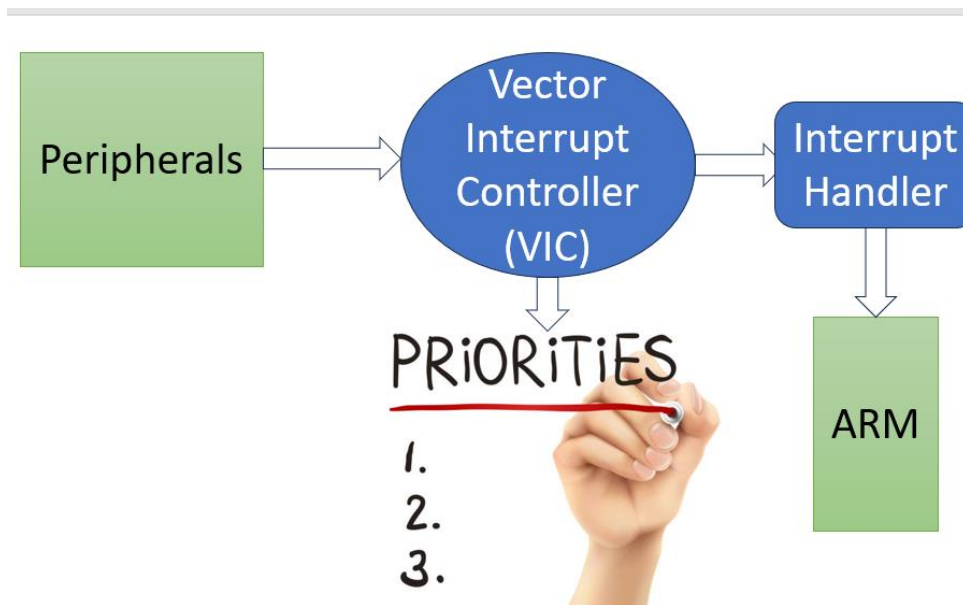 Peripherals
Vector
Interrupt
Controller
(VIC)
Interrupt
Handler
PRiORiTiES
1.
2.
3.
ARM